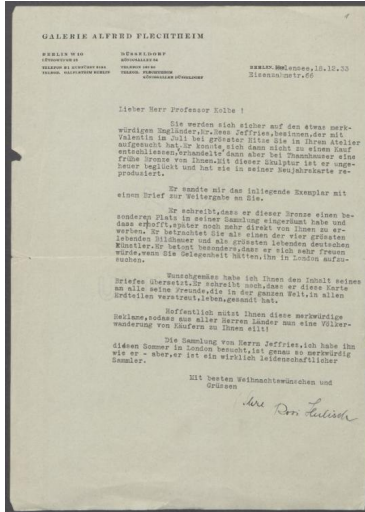 GALERIE ALFRED FLECHTHEIM
BERLIN W 10
DÜSSELDORF
BERLIN, Halensee, 18.12.32
Eisenzahnstr. 66
Lieber Herr Professor Kolbe !
Die werden sich sicher auf den etwas merk-
würdigen Engländer, Mr. Hess Jeffries, besinnen, der mit
Valentin im Juli bei grösster Hitze Sie in Ihrem Atelier
aufgesucht hat. Er konnte sich dann nicht zu einem Kauf
entschliessen, erhandelte dann aber bei Thannhauser eine
frühe Bronze von Ihnen. Mit dieser Skulptur ist er unge-
heuer beglückt und hat sie in seiner Neujahrskarte re-
produziert.
Er sandte mir das inliegende Exemplar mit
einem Brief zur Weitergabe an Sie.
Er schreibt, dass er dieser Bronze einen be-
sonderen Platz in seiner Sammlung eingeräumt habe und
dass er hofft, später noch mehr direkt von Ihnen zu er-
werben. Er betrachtet Sie als einen der vier grössten
lebenden Bildhauer und als grössten lebenden deutschen
Künstler. Er betont besonders, dass er sich sehr freuen
würde, wenn Sie Gelegenheit hätten, ihn in London aufzu-
suchen.
Wunschgemäss habe ich Ihnen den Inhalt seines
Briefes übersetzt. Er schreibt noch, dass er diese Karte
an alle seine Freunde, die in der ganzen Welt, in allen
Erdteilen verstreut, leben, gesandt hat.
Hoffentlich nützt Ihnen diese merkwürdige
Reklame, sodass aus aller Herren Länder nun eine Völker-
wanderung von Käufern zu Ihnen eilt!
Die Sammlung von Herrn Jeffries, ich habe ihn
diesen Sommer in London besucht, ist genau so merkwürdig
wie er - aber, er ist ein wirklich leidenschaftlicher
Sammler.
Mit besten Weihnachtswünschen und
Grüssen
Ihre
Rosi Hulisch